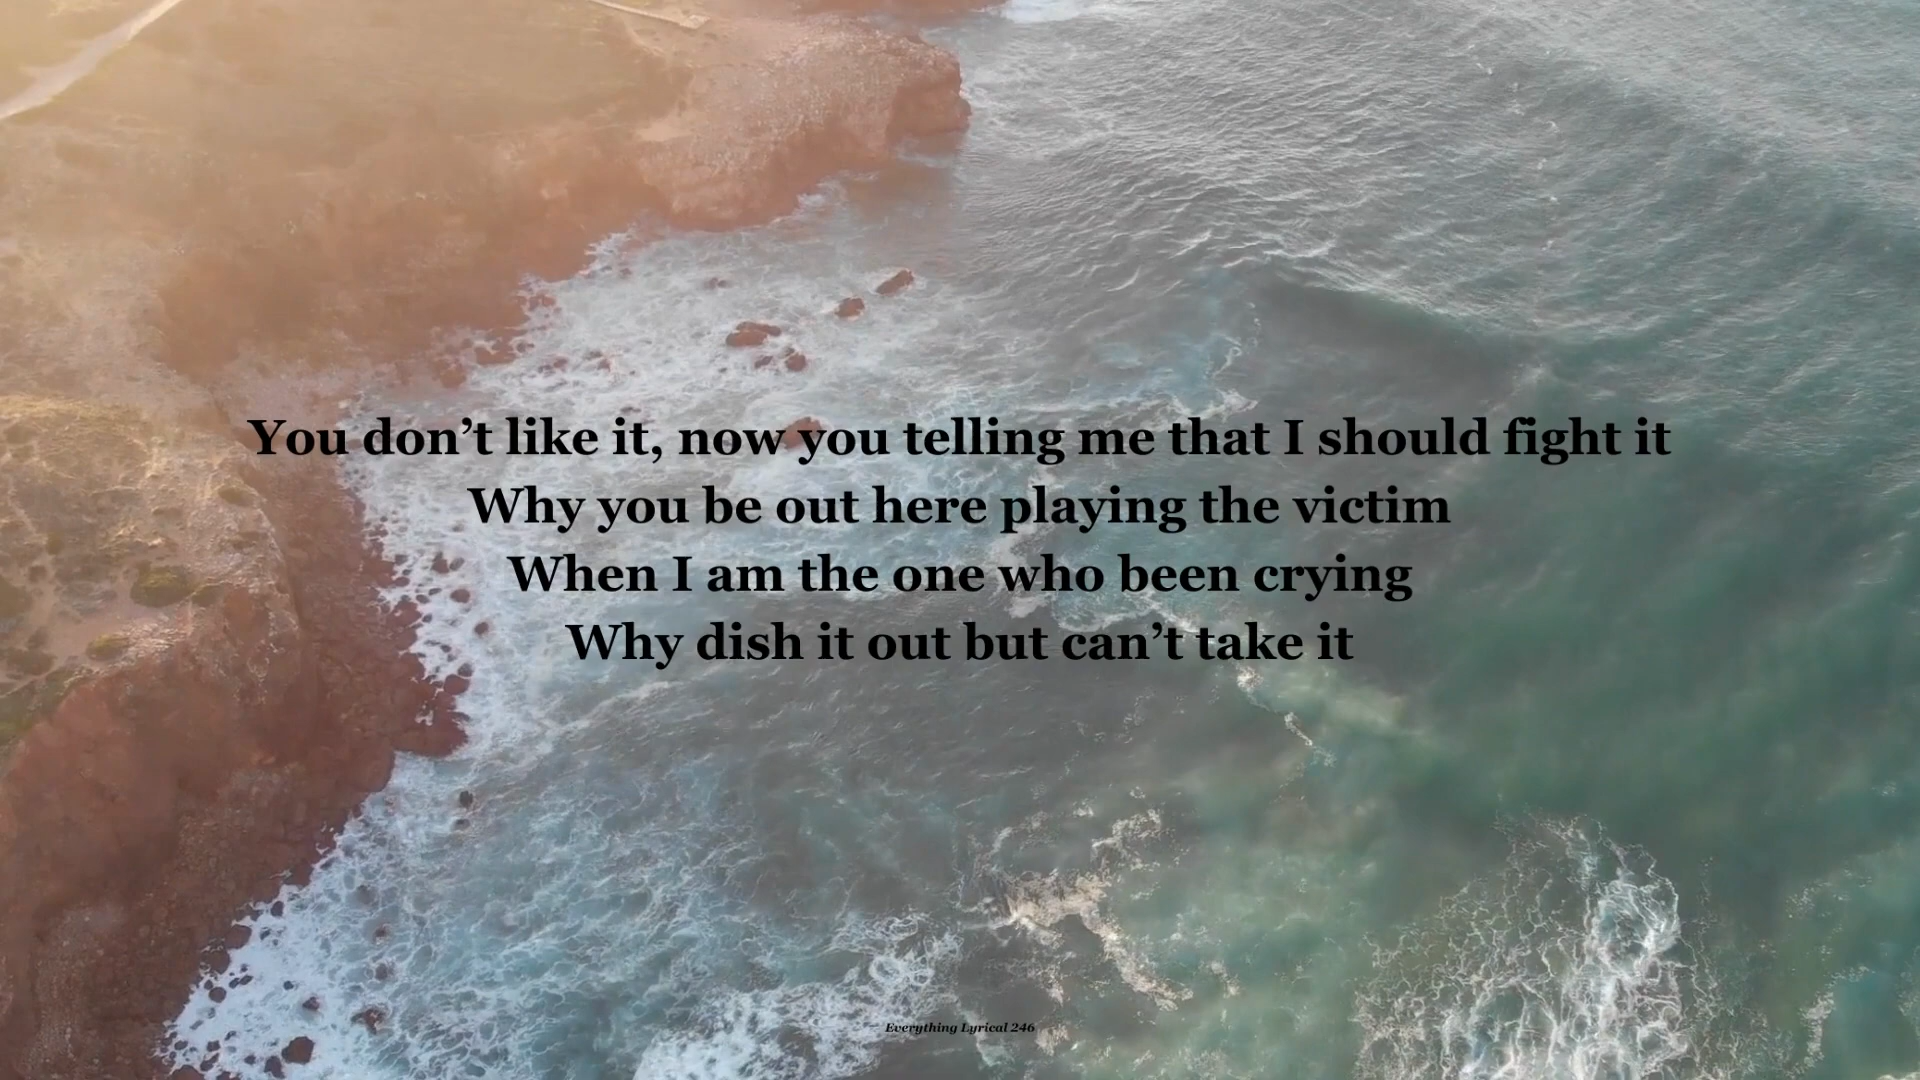 You don’t like it, now you telling me that I should fight it
Why you be out here playing the victim
When I am the one who been crying
Why dish it out but can’t take it
Everything Lyrical 246